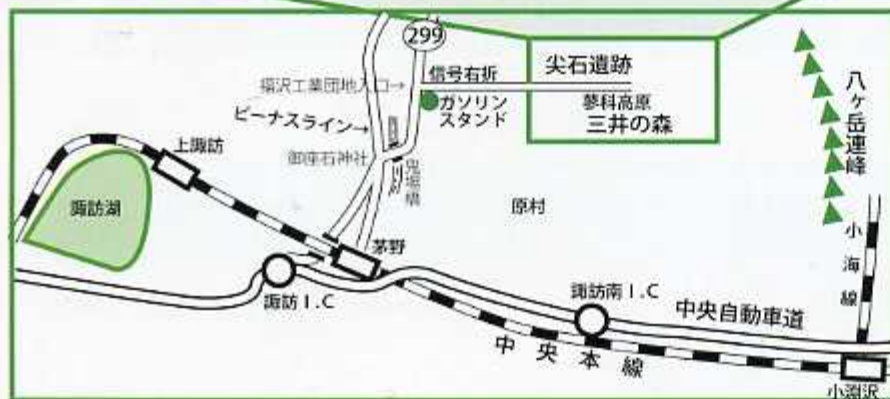 299
信号右折
尖石遺跡
福沢工業団地入口→
ガソリン
スタンド
蓼科高原
三井の森
ビーナスライン→
御座石神社
鬼場橋
八ヶ岳連峰
上諏訪
諏訪湖
原村
茅野
小海線
諏訪I.C
諏訪南I.C
中央自動車道
中央本線
小淵沢